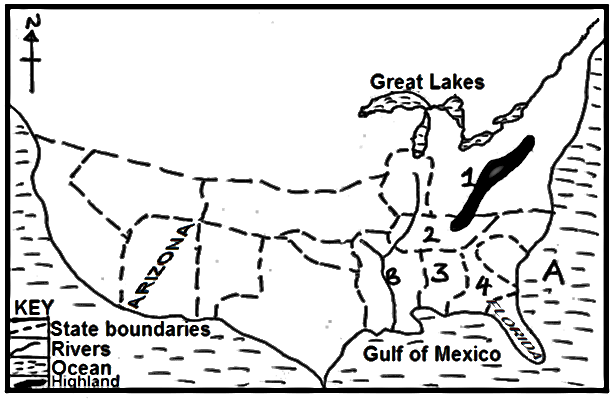 N
Great Lakes
1
ARIZONA
2
B
3
4
A
FLORIDA
Gulf of Mexico
KEY
State boundaries
Rivers
Ocean
Highland